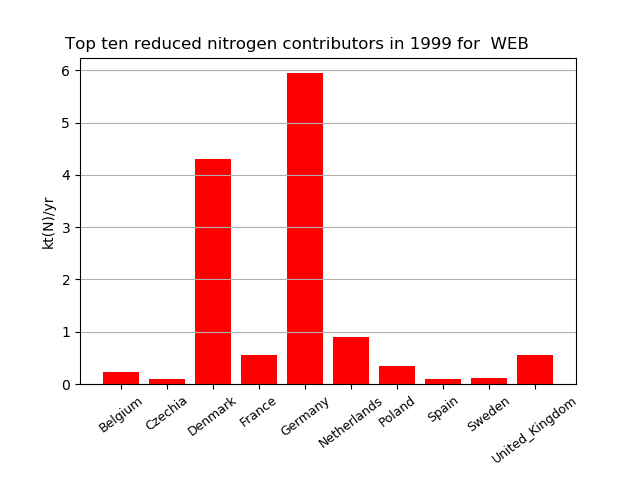 Top ten reduced nitrogen contributors in 1999 for  WEB
kt(N)/yr
6
5
4
3
2
1
0
Belgium
Czechia
Denmark
France
Germany
Netherlands
Poland
Spain
Sweden
United_Kingdom